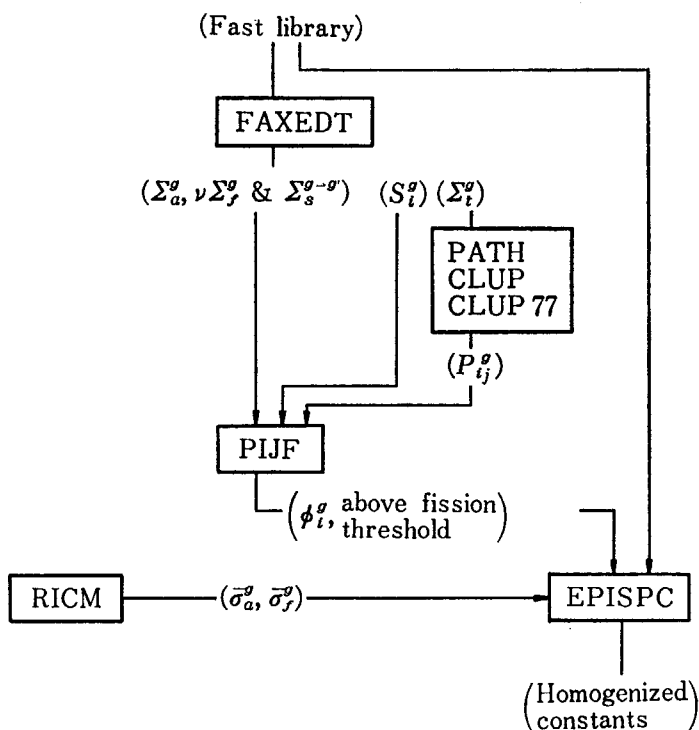 (Fast library)
FAXEDT
(Σ_a^g, νΣ_f^g & Σ_s^{g→g'}) (S_i^g) (Σ_t^g)
PATH
CLUP
CLUP 77
(P_{ij}^g)
PIJF
(ϕ_i^g, above fission
threshold)
RICM
(σ̄_a^g, σ̄_f^g)
EPISPC
(Homogenized
constants)